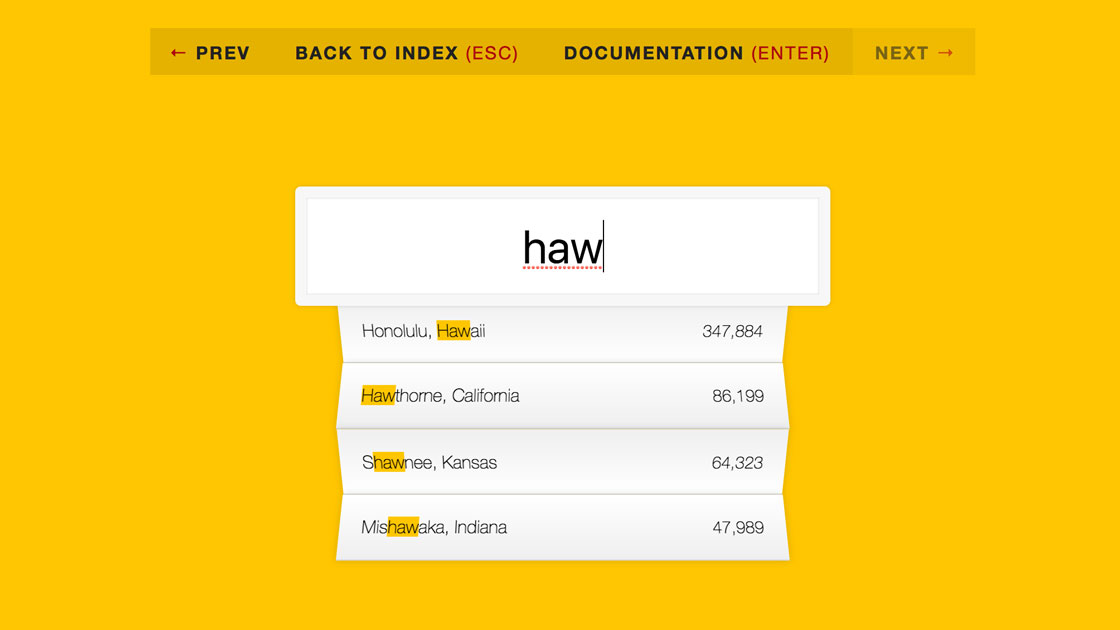 ← PREV BACK TO INDEX (ESC) DOCUMENTATION (ENTER) NEXT →
haw
Honolulu, Hawaii 347,884
Hawthorne, California 86,199
Shawnee, Kansas 64,323
Mishawaka, Indiana 47,989